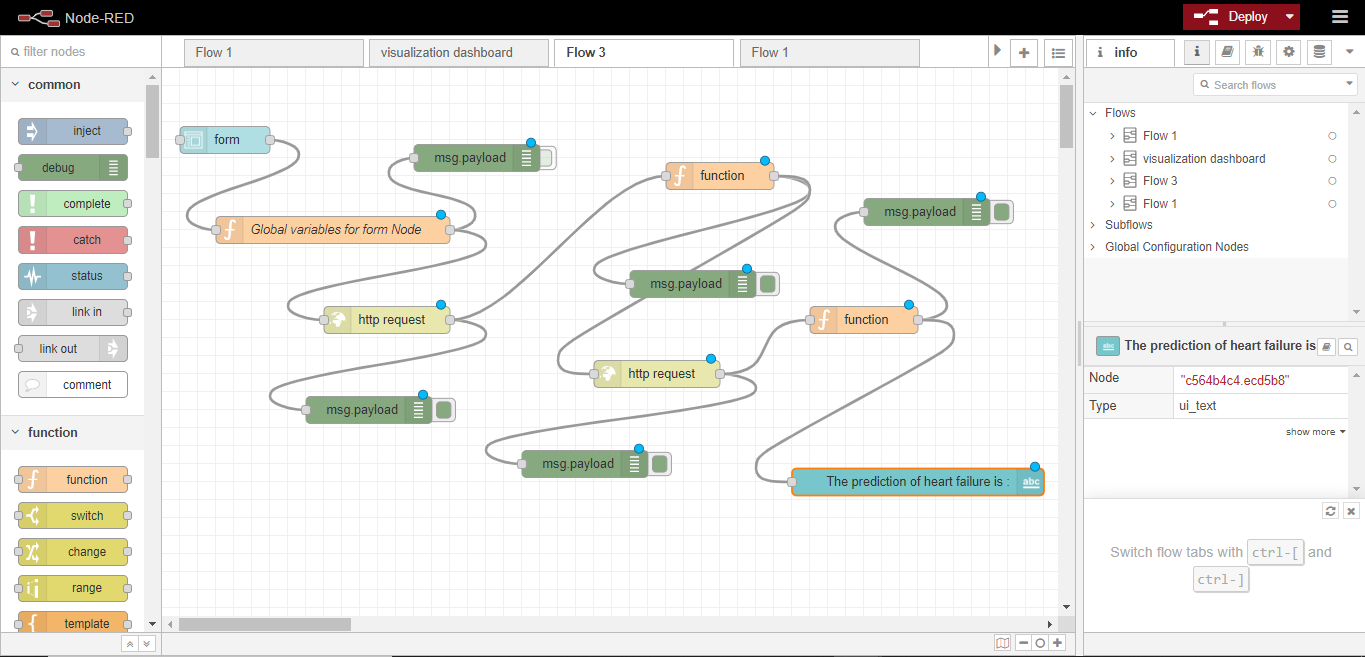 Node-RED
Deploy
filter nodes
Flow 1
visualization dashboard
Flow 3
Flow 1
i info
i
common
inject
debug
complete
catch
status
link in
link out
comment
function
function
switch
change
range
template
form
msg.payload
function
Global variables for form Node
msg.payload
msg.payload
http request
function
http request
msg.payload
msg.payload
The prediction of heart failure is :
abc
Search flows
Flows
Flow 1
visualization dashboard
Flow 3
Flow 1
Subflows
Global Configuration Nodes
abc
The prediction of heart failure is
Node "c564b4c4.ecd5b8"
Type ui_text
show more
Switch flow tabs with ctrl-[ and
ctrl-]